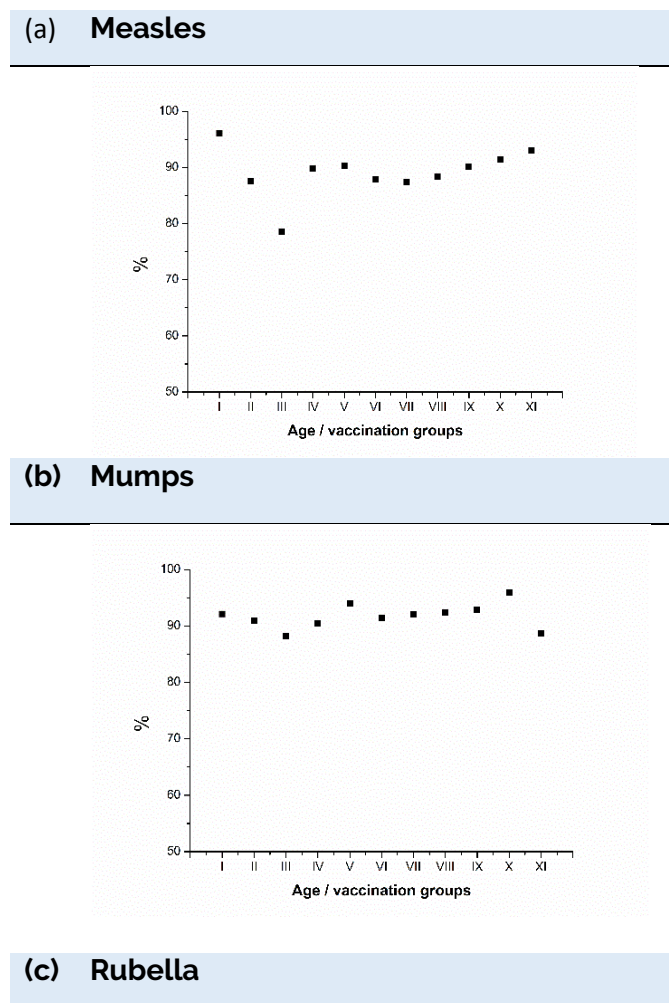 (a) Measles
100
90
80
70
60
50
%
I II III IV V VI VII VIII IX X XI
Age / vaccination groups
(b) Mumps
100
90
80
70
60
50
%
I II III IV V VI VII VIII IX X XI
Age / vaccination groups
(c) Rubella